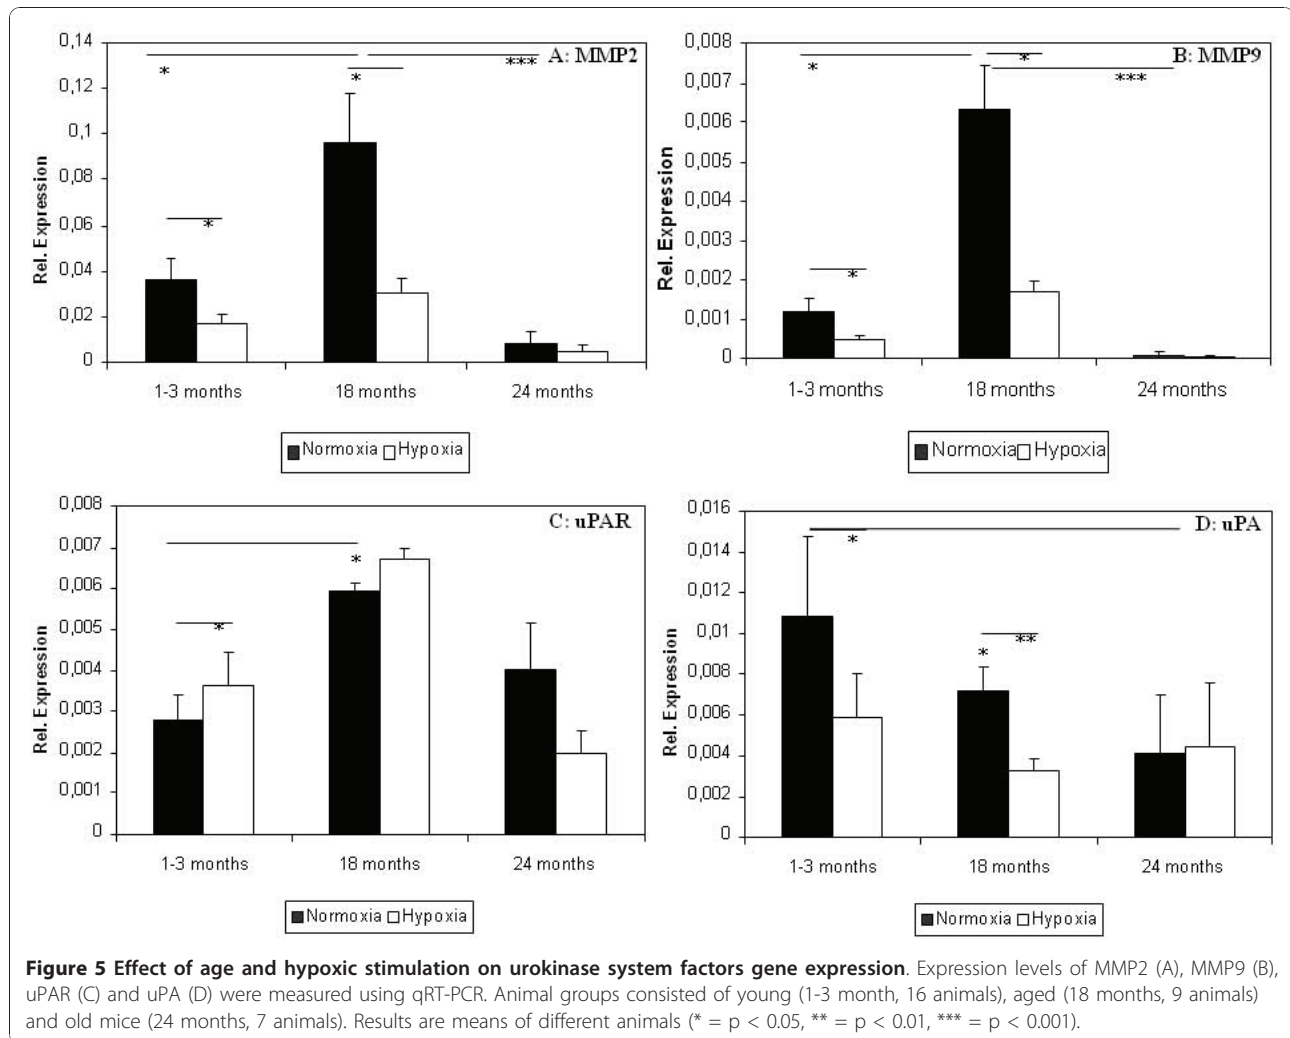 A: MMP2
0,14
0,12
0,1
0,08
0,06
0,04
0,02
0
Rel. Expression
*
*
*
***
1-3 months 18 months 24 months
Normoxia Hypoxia
B: MMP9
0,008
0,007
0,006
0,005
0,004
0,003
0,002
0,001
0
Rel. Expression
*
*
*
***
1-3 months 18 months 24 months
Normoxia Hypoxia
C: uPAR
0,008
0,007
0,006
0,005
0,004
0,003
0,002
0,001
0
Rel. Expression
*
*
1-3 months 18 months 24 months
Normoxia Hypoxia
D: uPA
0,016
0,014
0,012
0,01
0,008
0,006
0,004
0,002
0
Rel. Expression
*
*
**
1-3 months 18 months 24 months
Normoxia Hypoxia
Figure 5 Effect of age and hypoxic stimulation on urokinase system factors gene expression. Expression levels of MMP2 (A), MMP9 (B),
uPAR (C) and uPA (D) were measured using qRT-PCR. Animal groups consisted of young (1-3 month, 16 animals), aged (18 months, 9 animals)
and old mice (24 months, 7 animals). Results are means of different animals (* = p < 0.05, ** = p < 0.01, *** = p < 0.001).